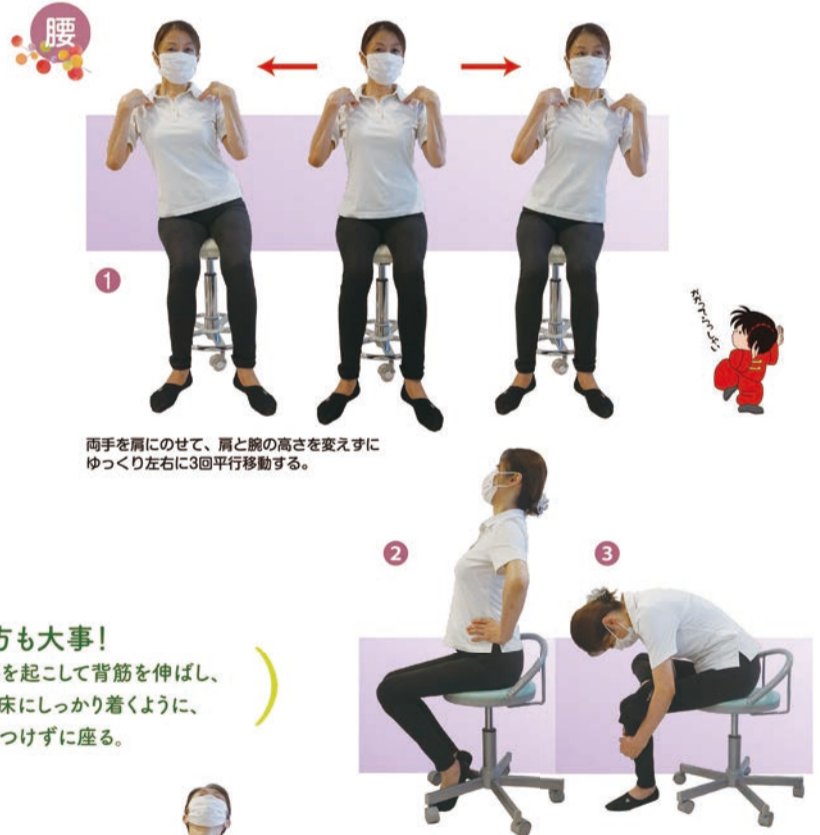 腰
1
両手を肩にのせて、肩と腕の高さを変えずに
ゆっくり左右に3回平行移動する。
2
3
方も大事！
を起こして背筋を伸ばし、
床にしっかり着くように、
つけずに座る。